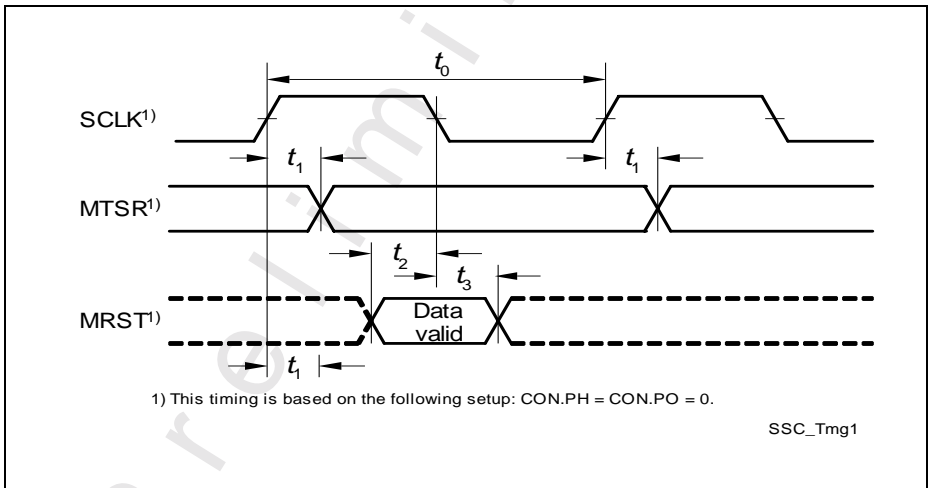 t₀
SCLK¹⁾
t₁ t₁
MTSR¹⁾
t₂
t₃
MRST¹⁾ Data
valid
t₁
1) This timing is based on the following setup: CON.PH = CON.PO = 0.
SSC_Tmg1
r e l i m i